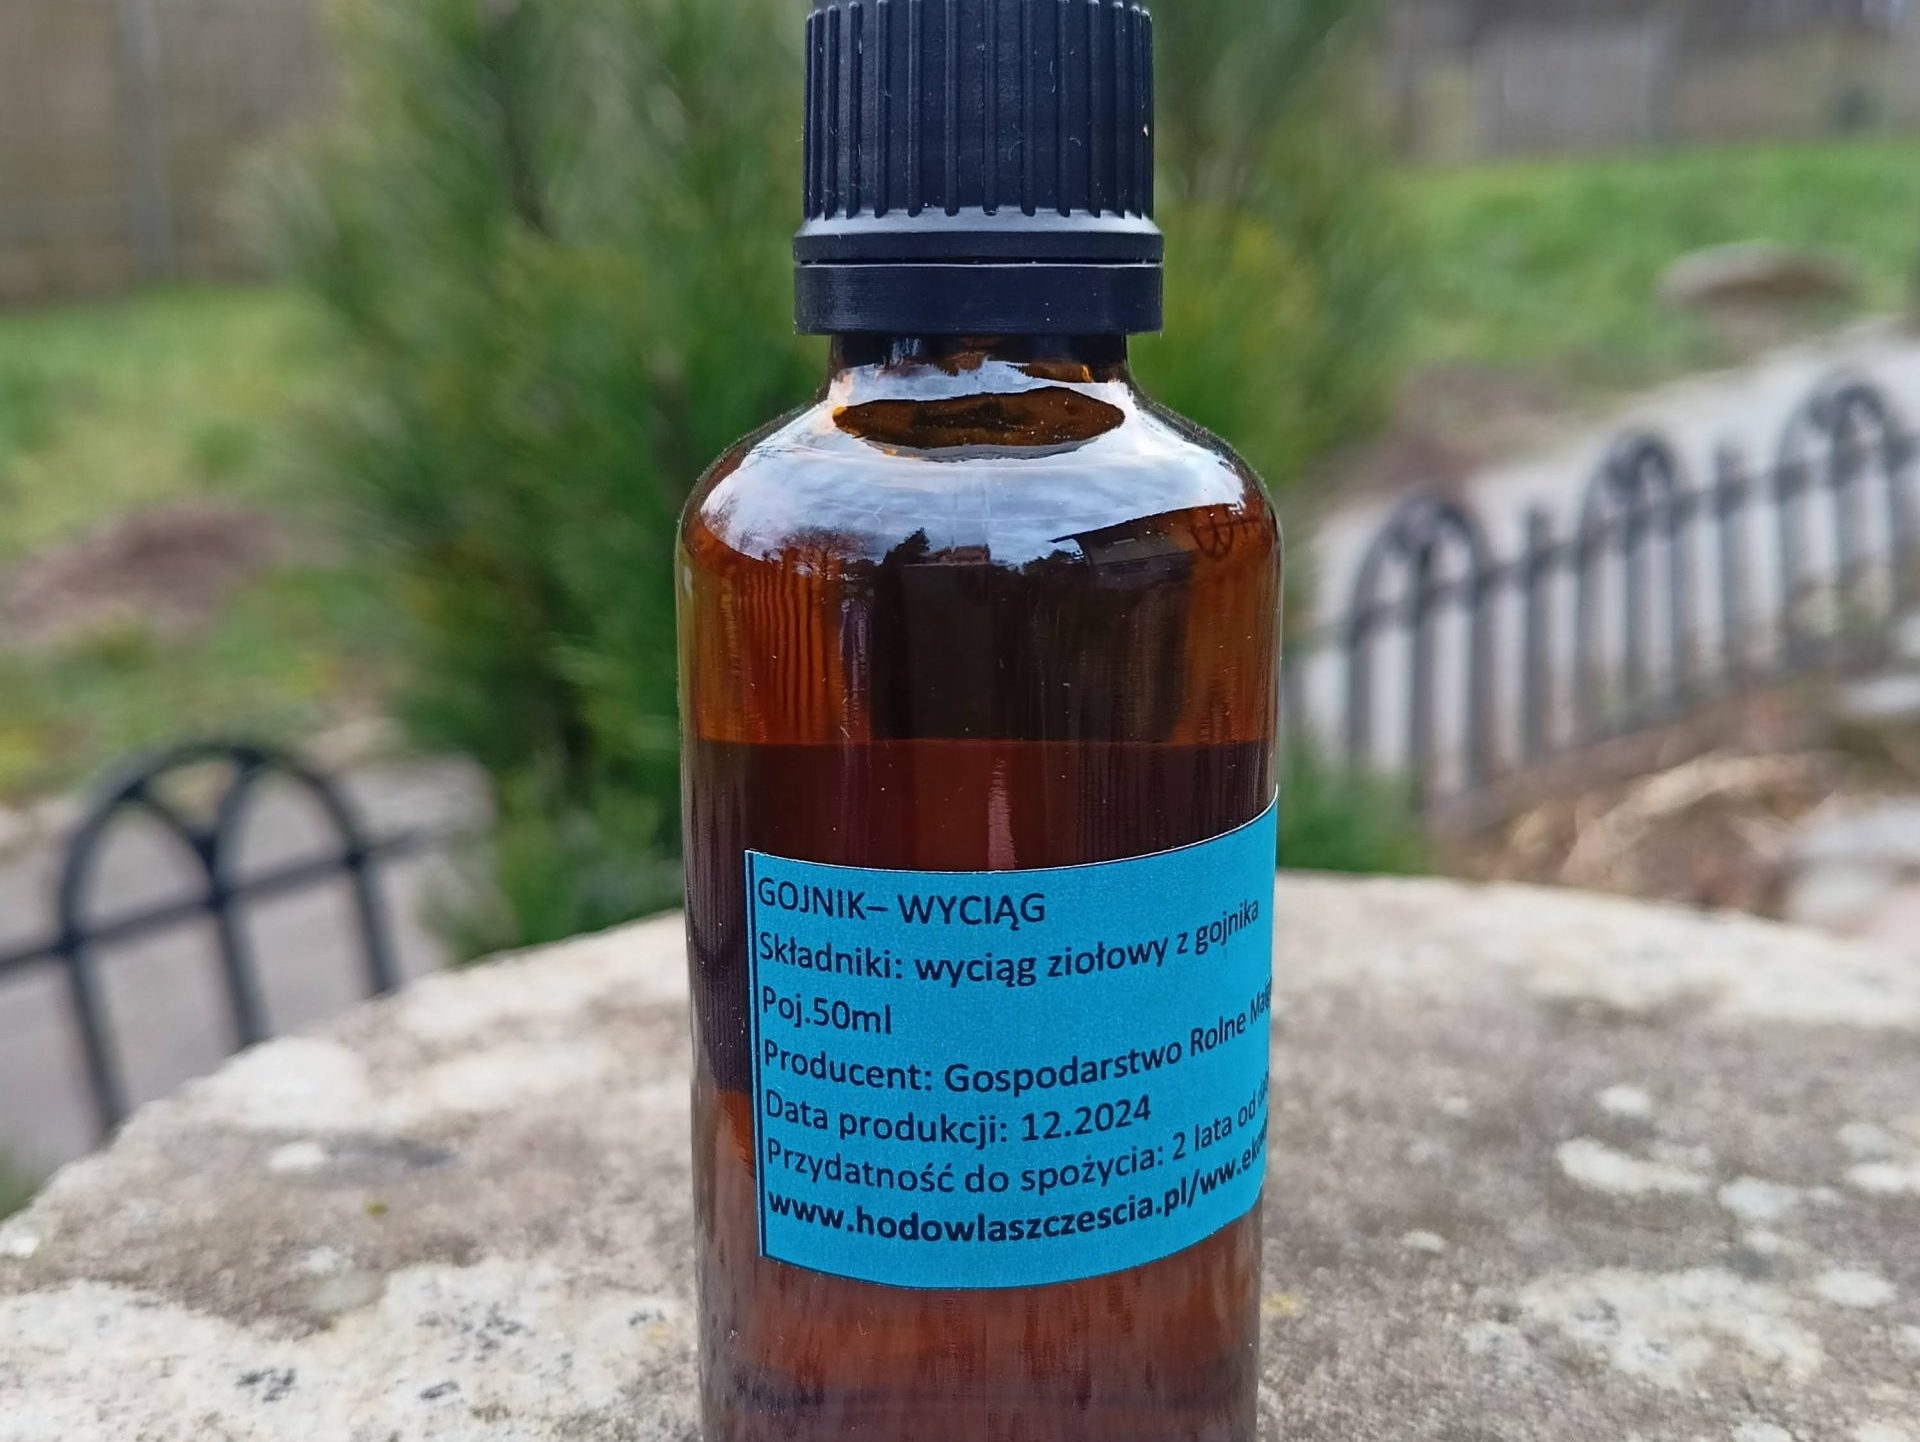 GOJNIK– WYCIĄG
Składniki: wyciąg ziołowy z gojnika
Poj.50ml
Producent: Gospodarstwo Rolne
Data produkcji: 12.2024
Przydatność do spożycia: 2 lata od
www.hodowlaszczescia.pl/ww.